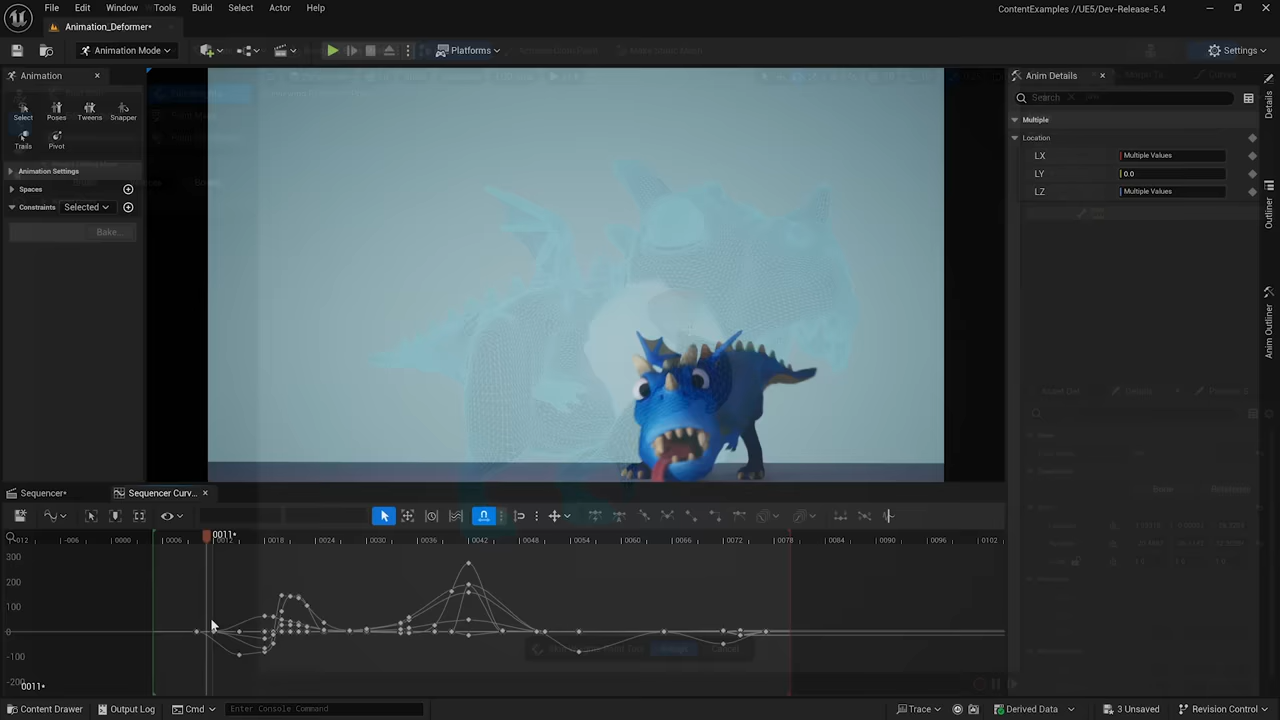 File Edit Window Tools Build Select Actor Help
ContentExamples //UE5/Dev-Release-5.4
Animation_Deformer*
Animation Mode
Platforms
Settings
Animation
Select Poses Tweens Snapper
Trails Pivot
Animation Settings
Spaces
Constraints Selected
Bake...
Anim Details
Search
Multiple
Location
LX Multiple Values
LY 0.0
LZ Multiple Values
Details
Outliner
Anim Outliner
Sequencer*
Sequencer Curv...
0011*
-012 -006 0000 0006 0012 0018 0024 0030 0036 0042 0048 0054 0060 0066 0072 0078 0084 0090 0096 0102
300
200
100
0
-100
-200
0011*
Cancel
Content Drawer
Output Log
Cmd
Enter Console Command
Trace
Derived Data
3 Unsaved
Revision Control